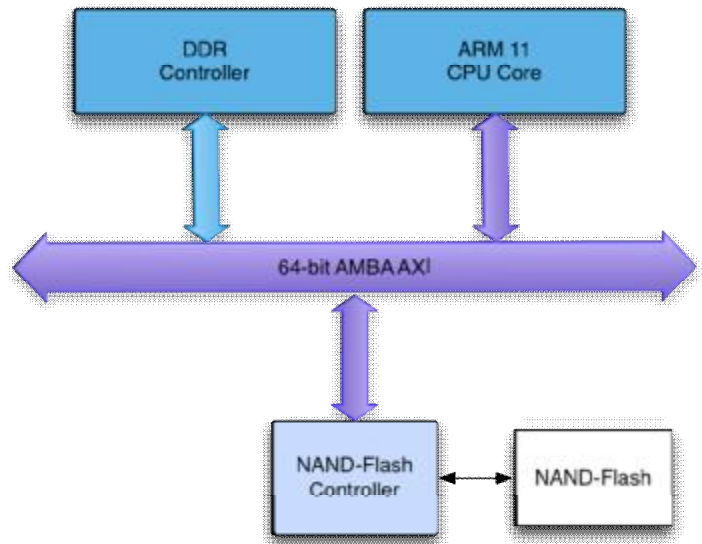 DDR
Controller
ARM 11
CPU Core
64-bit AMBA AXI
NAND-Flash
Controller
NAND-Flash